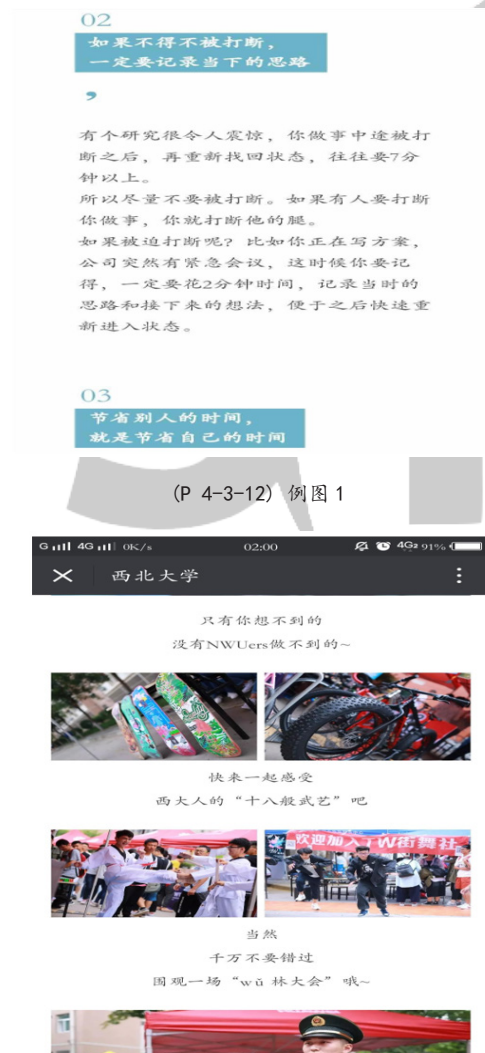 02
如果不得不被打断，
一定要记录当下的思路
，
有个研究很令人震惊，你做事中途被打
断之后，再重新找回状态，往往要7分
钟以上。
所以尽量不要被打断。如果有人要打断
你做事，你就打断他的腿。
如果被迫打断呢？比如你正在写方案，
公司突然有紧急会议，这时候你要记
得，一定要花2分钟时间，记录当时的
思路和接下来的想法，便于之后快速重
新进入状态。
03
节省别人的时间，
就是节省自己的时间
(P 4-3-12) 例图1
G 4G 0K/s 02:00 4G2 91%
西北大学
只有你想不到的
没有NWUers做不到的~
快来一起感受
西大人的“十八般武艺”吧
欢迎加入 TW街舞社
当然
千万不要错过
围观一场“wǔ 林大会”哦~